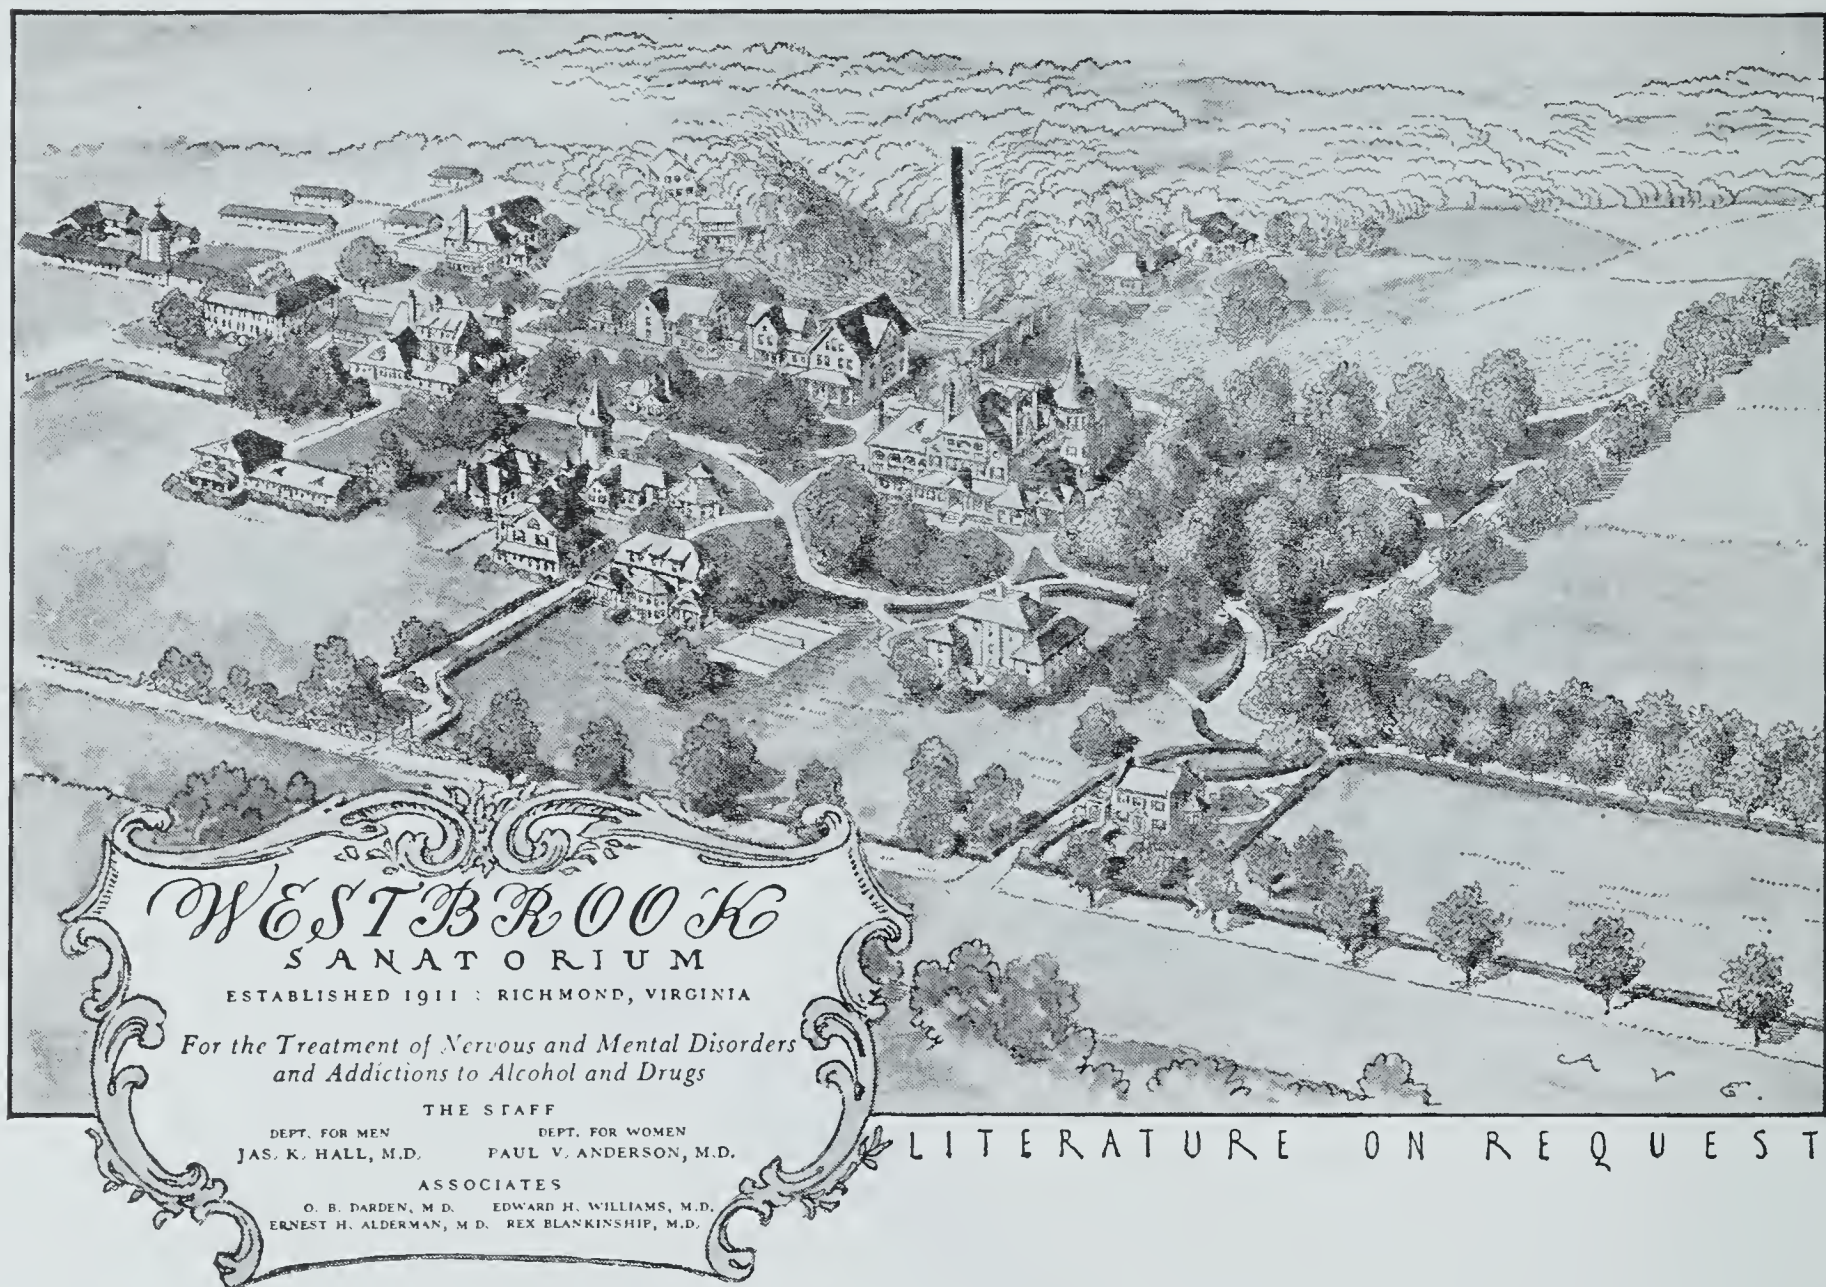 WESTBROOK
SANATORIUM
ESTABLISHED 1911 : RICHMOND, VIRGINIA
For the Treatment of Nervous and Mental Disorders
and Addictions to Alcohol and Drugs
THE STAFF
DEPT. FOR MEN DEPT. FOR WOMEN
JAS. K. HALL, M.D. PAUL V. ANDERSON, M.D.
ASSOCIATES
O. B. DARDEN, M D. EDWARD H. WILLIAMS, M.D.
ERNEST H. ALDERMAN, M D. REX BLANKINSHIP, M.D.
LITERATURE ON REQUEST